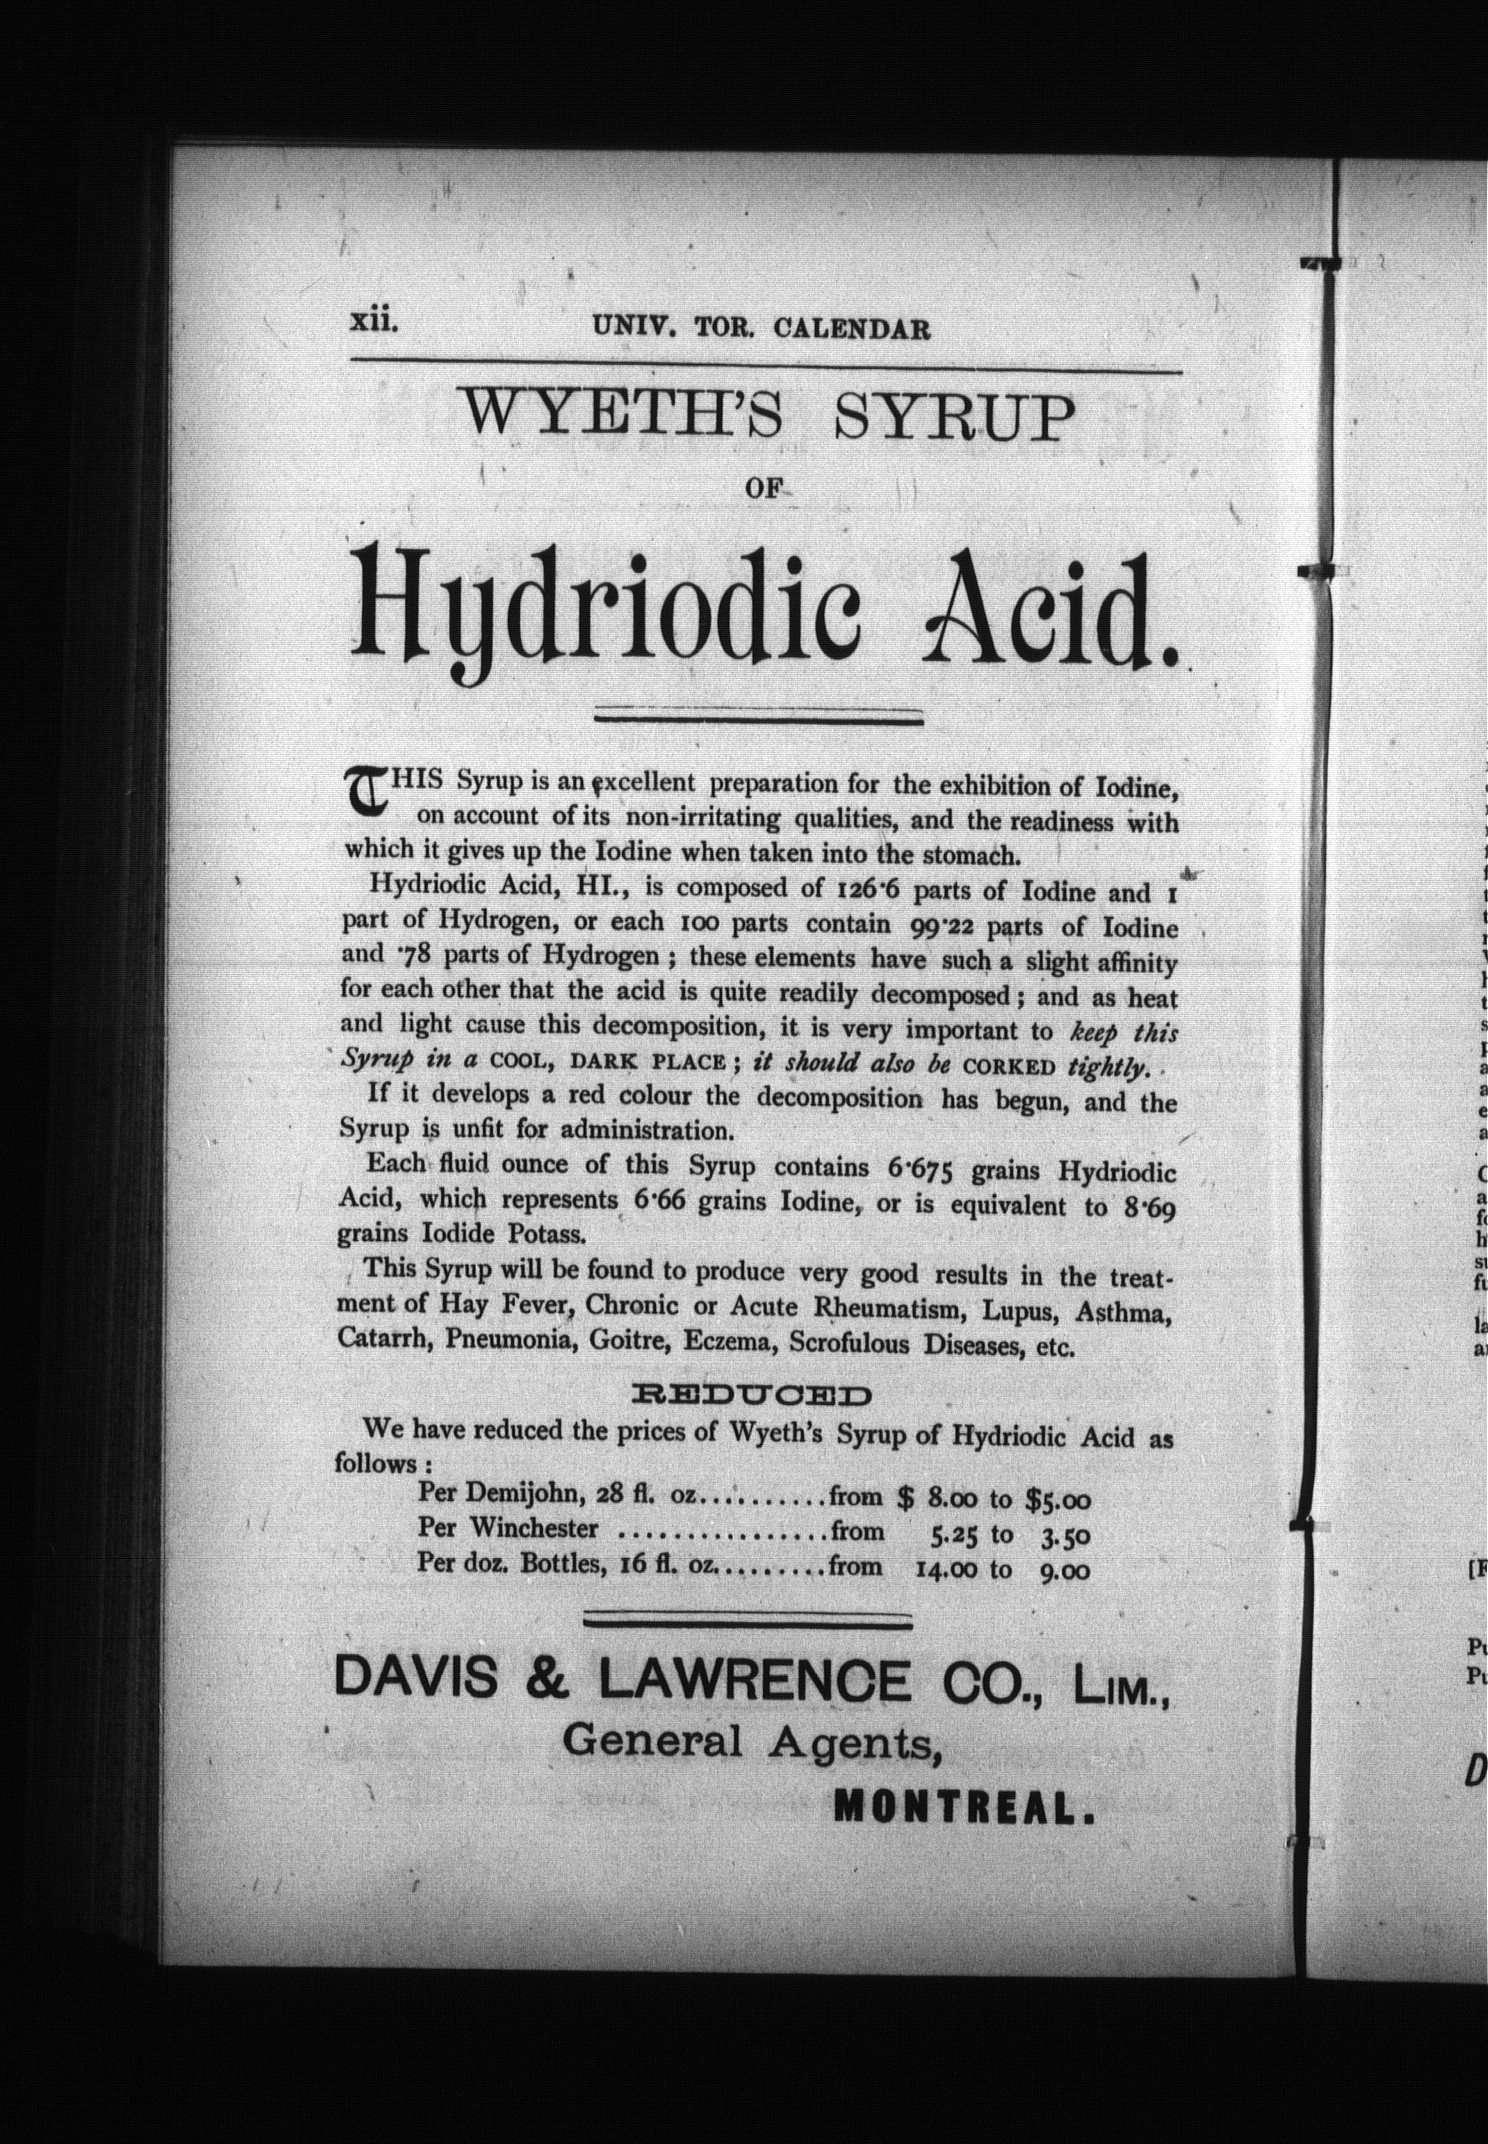 xii.
UNIV. TOR. CALENDAR
WYETH'S SYRUP
OF
Hydriodic Acid.
THIS Syrup is an excellent preparation for the exhibition of Iodine,
on account of its non-irritating qualities, and the readiness with
which it gives up the Iodine when taken into the stomach.
Hydriodic Acid, HI., is composed of 126·6 parts of Iodine and 1
part of Hydrogen, or each 100 parts contain 99·22 parts of Iodine
and ·78 parts of Hydrogen ; these elements have such a slight affinity
for each other that the acid is quite readily decomposed ; and as heat
and light cause this decomposition, it is very important to keep this
Syrup in a COOL, DARK PLACE ; it should also be CORKED tightly.
If it develops a red colour the decomposition has begun, and the
Syrup is unfit for administration.
Each fluid ounce of this Syrup contains 6·675 grains Hydriodic
Acid, which represents 6·66 grains Iodine, or is equivalent to 8·69
grains Iodide Potass.
This Syrup will be found to produce very good results in the treat-
ment of Hay Fever, Chronic or Acute Rheumatism, Lupus, Asthma,
Catarrh, Pneumonia, Goitre, Eczema, Scrofulous Diseases, etc.
REDUCED
We have reduced the prices of Wyeth's Syrup of Hydriodic Acid as
follows :
Per Demijohn, 28 fl. oz..........from $ 8.00 to $5.00
Per Winchester ................from 5.25 to 3.50
Per doz. Bottles, 16 fl. oz.........from 14.00 to 9.00
DAVIS & LAWRENCE CO., LIM.,
General Agents,
MONTREAL.